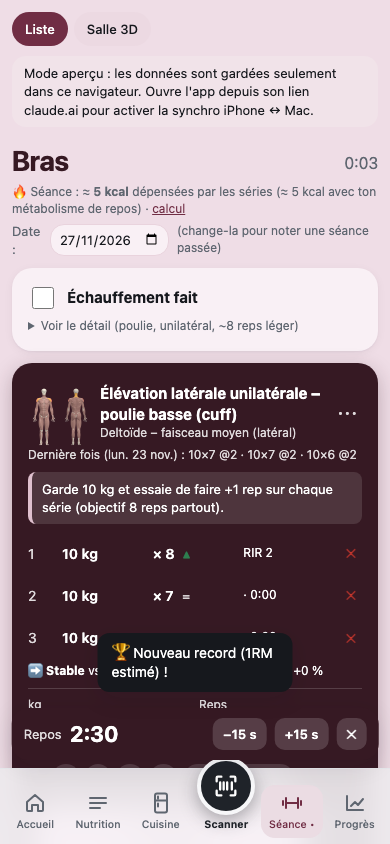 Liste
Salle 3D
Mode aperçu : les données sont gardées seulement
dans ce navigateur. Ouvre l'app depuis son lien
claude.ai pour activer la synchro iPhone ↔ Mac.
Bras
0:03
🔥 Séance : ≈ 5 kcal dépensées par les séries (≈ 5 kcal avec ton
métabolisme de repos) · calcul
Date
:
27/11/2026
(change-la pour noter une séance
passée)
Échauffement fait
▶ Voir le détail (poulie, unilatéral, ~8 reps léger)
Élévation latérale unilatérale –
poulie basse (cuff)
...
Deltoïde – faisceau moyen (latéral)
Dernière fois (lun. 23 nov.) : 10×7 @2 · 10×7 @2 · 10×6 @2
Garde 10 kg et essaie de faire +1 rep sur chaque
série (objectif 8 reps partout).
1 10 kg × 8 ▲ RIR 2 ×
2 10 kg × 7 = · 0:00 ×
3 10 kg ×
🏆 Nouveau record (1RM
estimé) !
➡️ Stable vs
+0 %
kg Reps
Repos 2:30 −15 s +15 s ✕
Accueil
Nutrition
Cuisine
Scanner
Séance •
Progrès